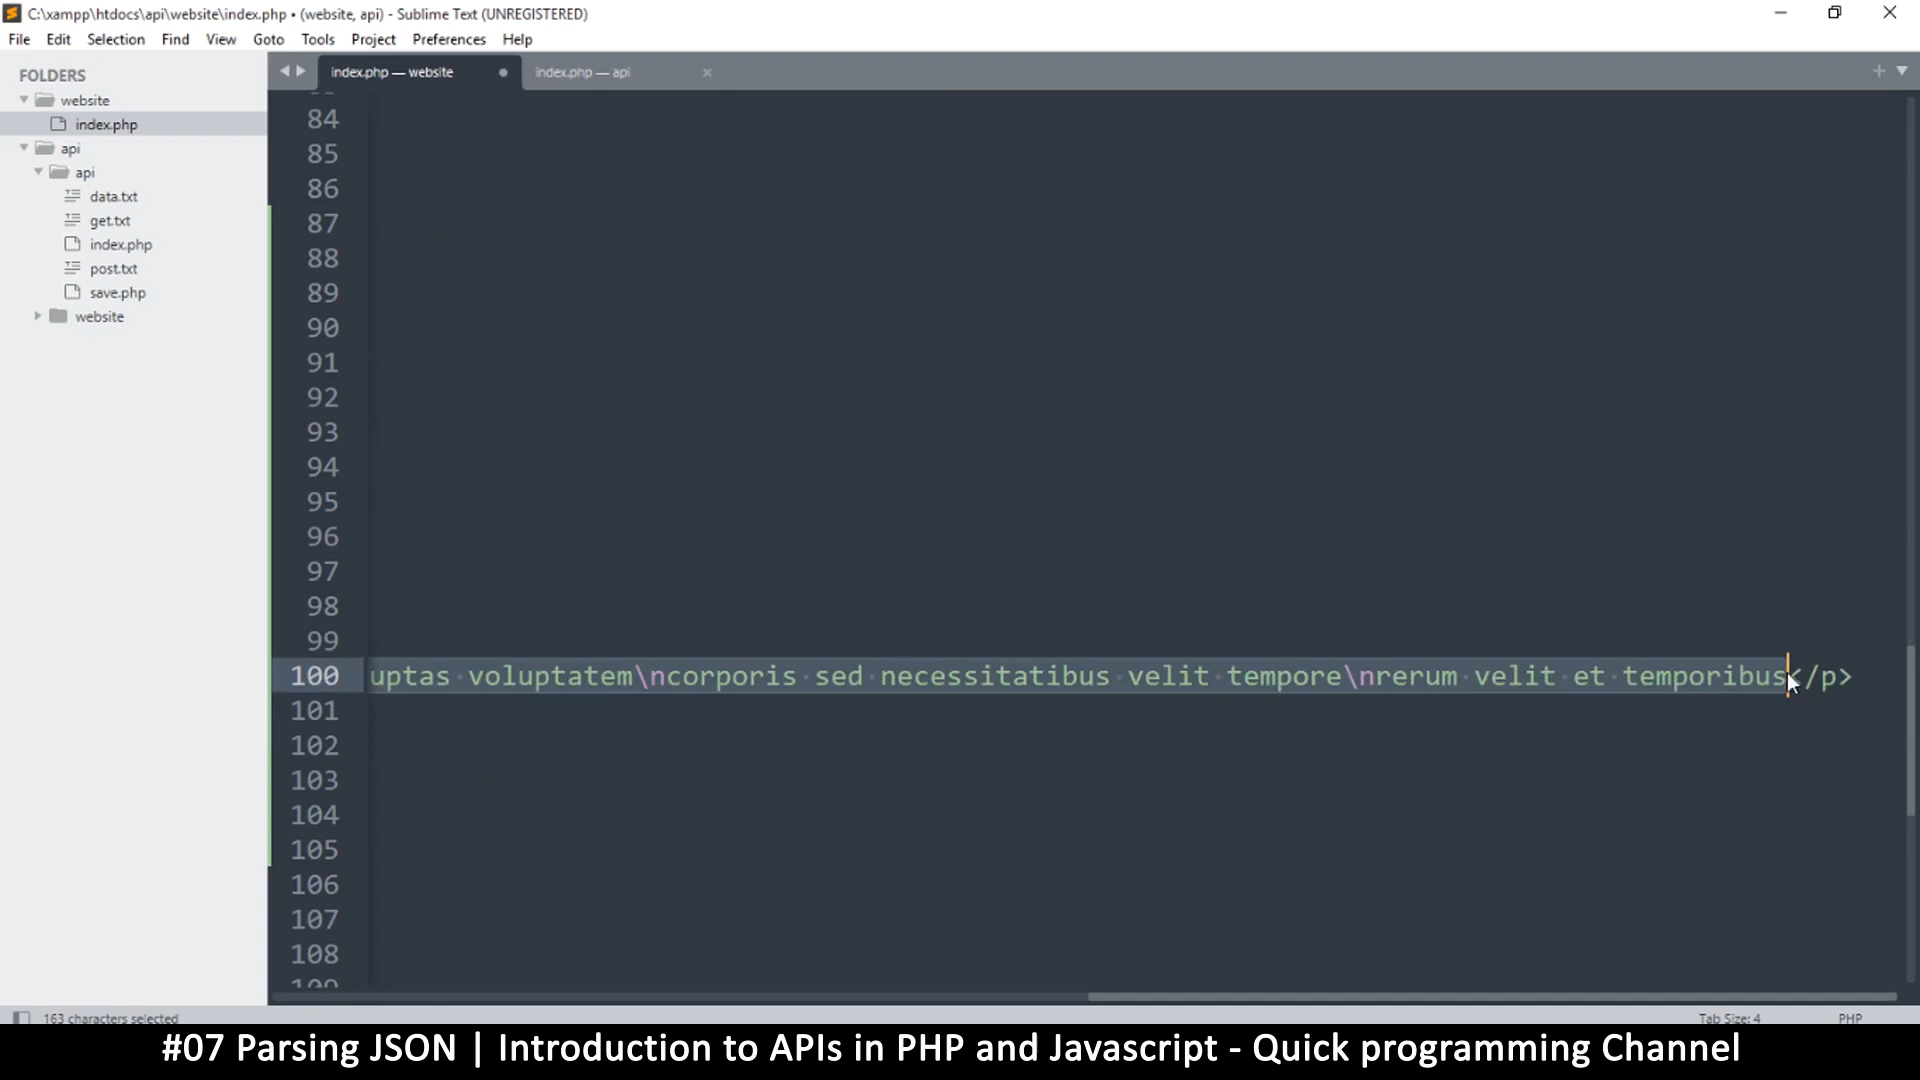 C:\xampp\htdocs\api\website\index.php • (website, api) - Sublime Text (UNREGISTERED)
File Edit Selection Find View Goto Tools Project Preferences Help
FOLDERS
website
index.php
api
api
data.txt
get.txt
index.php
post.txt
save.php
website
index.php — website
index.php — api
84
85
86
87
88
89
90
91
92
93
94
95
96
97
98
99
100 uptas voluptatem\ncorporis sed necessitatibus velit tempore\nrerum velit et temporibus</p>
101
102
103
104
105
106
107
108
109
163 characters selected Tab Size: 4 PHP
#07 Parsing JSON | Introduction to APIs in PHP and Javascript - Quick programming Channel